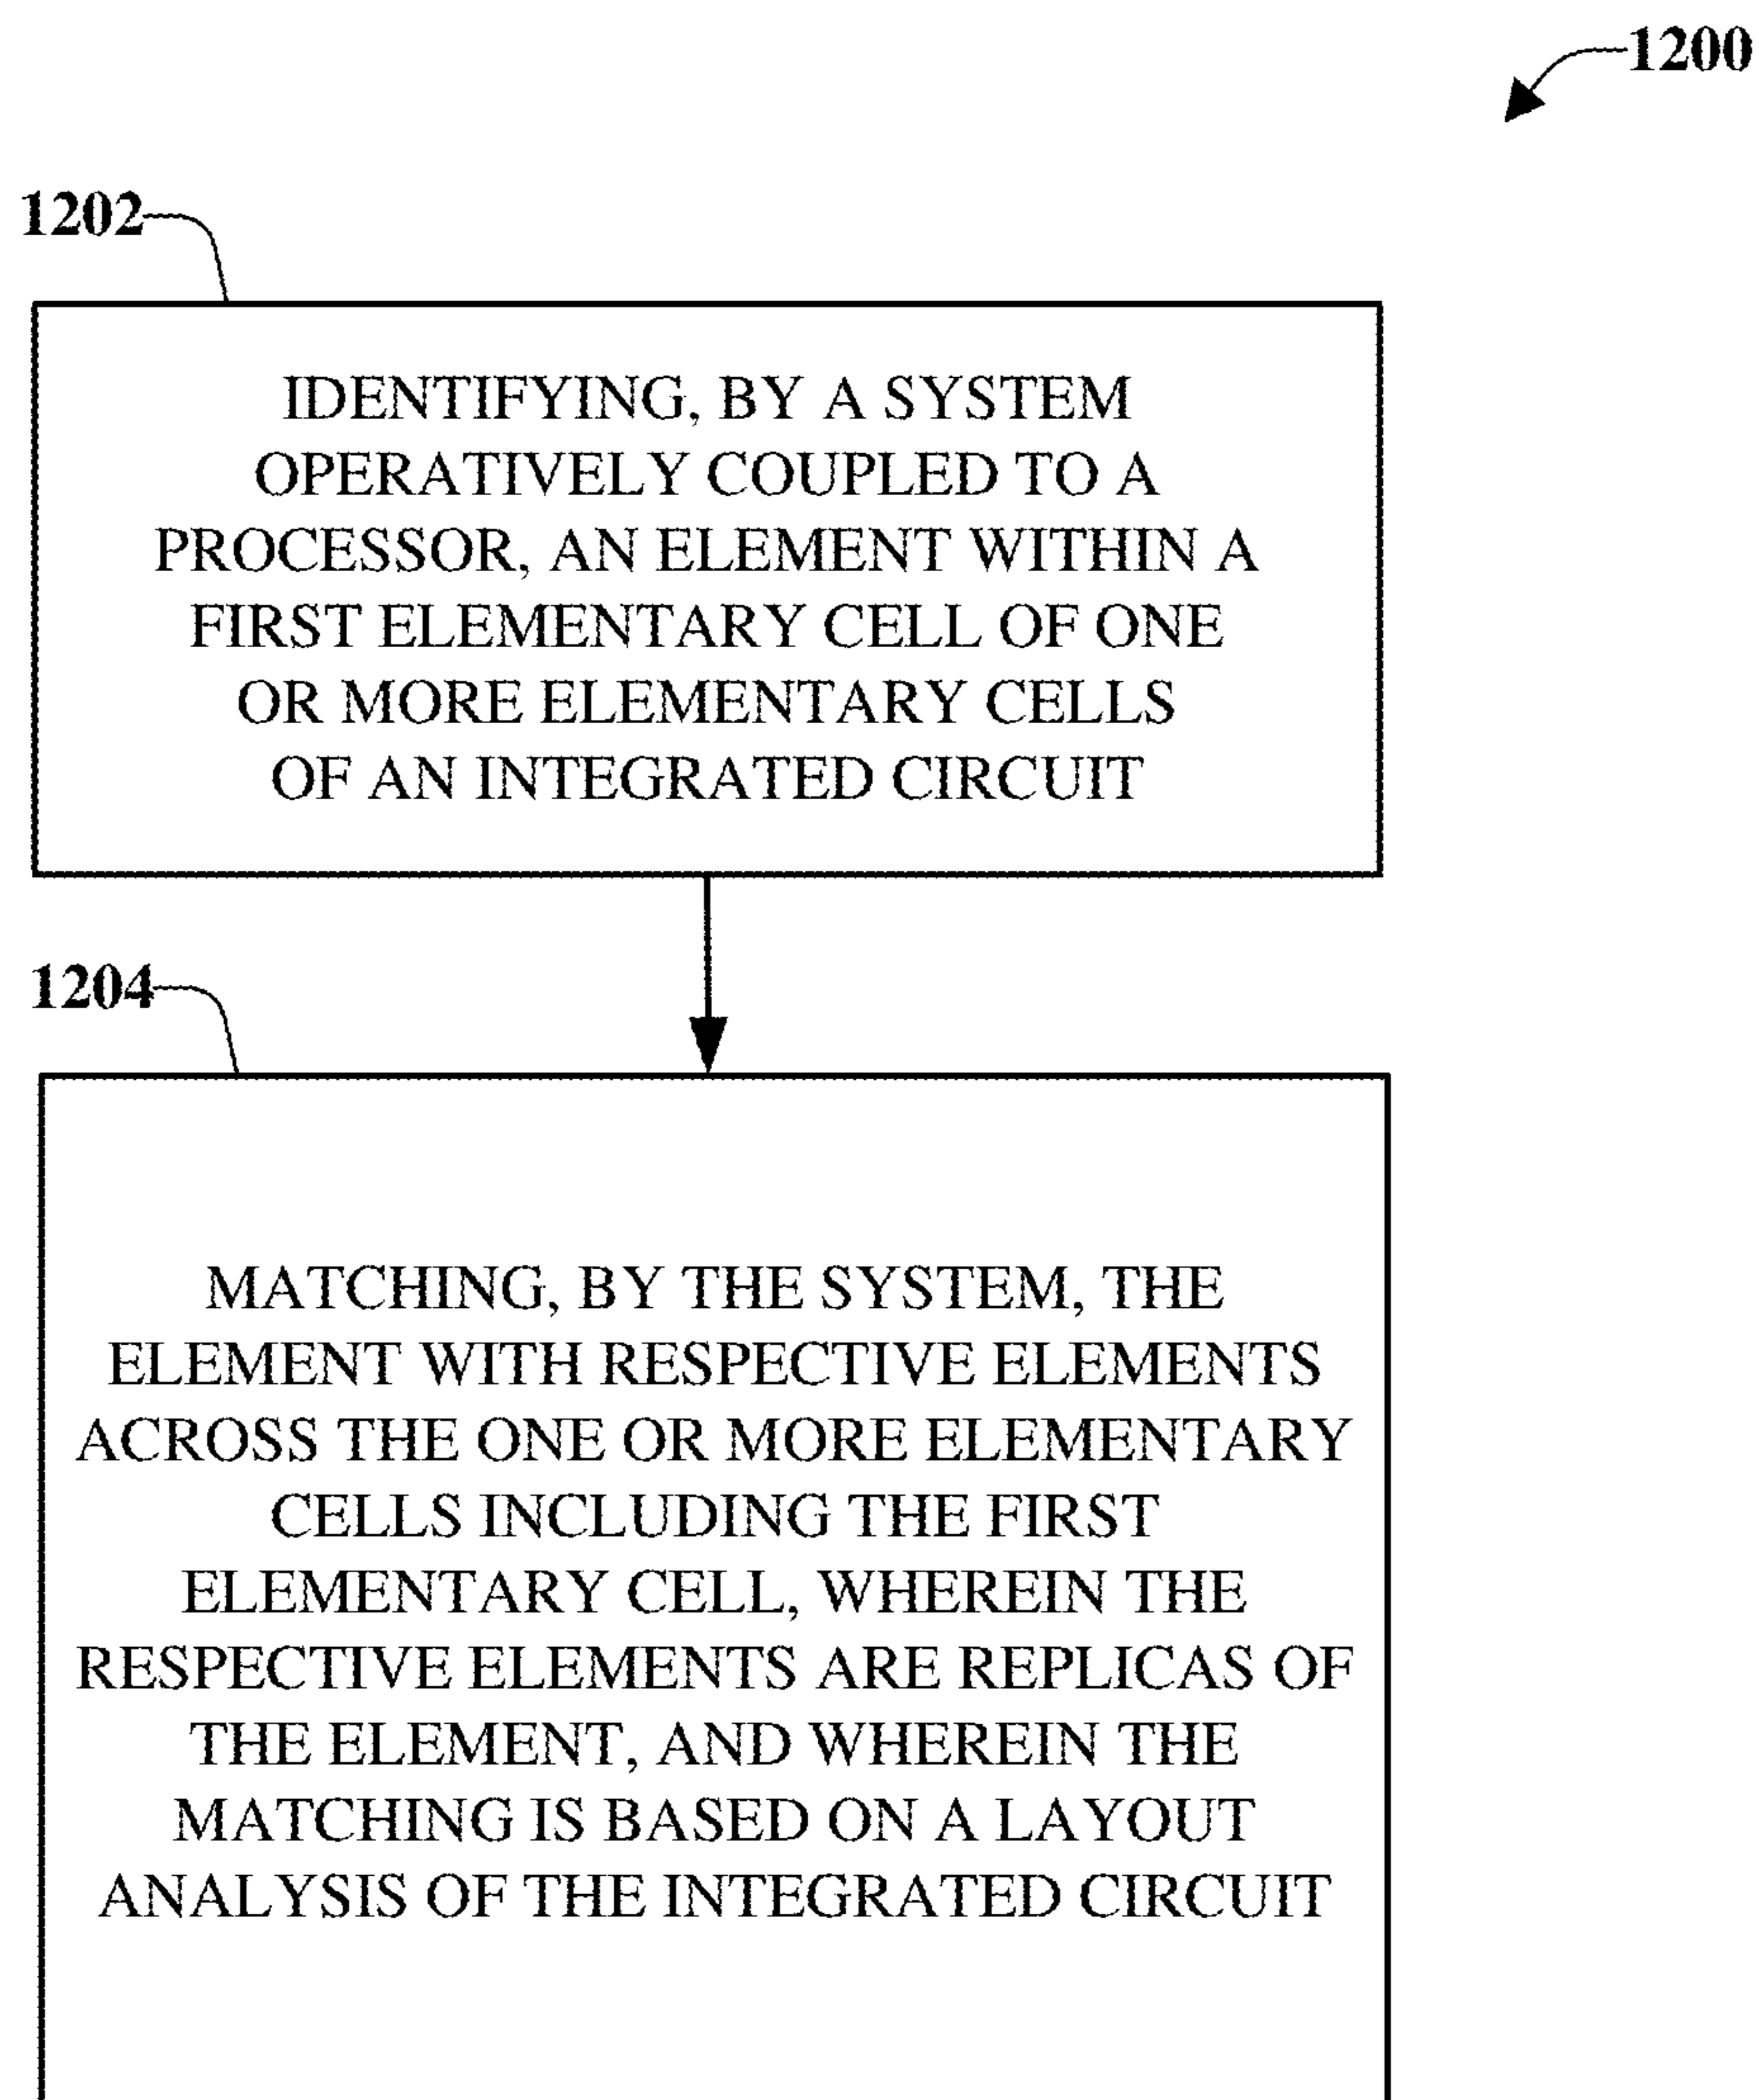 1200
1202
IDENTIFYING, BY A SYSTEM
OPERATIVELY COUPLED TO A
PROCESSOR, AN ELEMENT WITHIN A
FIRST ELEMENTARY CELL OF ONE
OR MORE ELEMENTARY CELLS
OF AN INTEGRATED CIRCUIT
1204
MATCHING, BY THE SYSTEM, THE
ELEMENT WITH RESPECTIVE ELEMENTS
ACROSS THE ONE OR MORE ELEMENTARY
CELLS INCLUDING THE FIRST
ELEMENTARY CELL, WHEREIN THE
RESPECTIVE ELEMENTS ARE REPLICAS OF
THE ELEMENT, AND WHEREIN THE
MATCHING IS BASED ON A LAYOUT
ANALYSIS OF THE INTEGRATED CIRCUIT